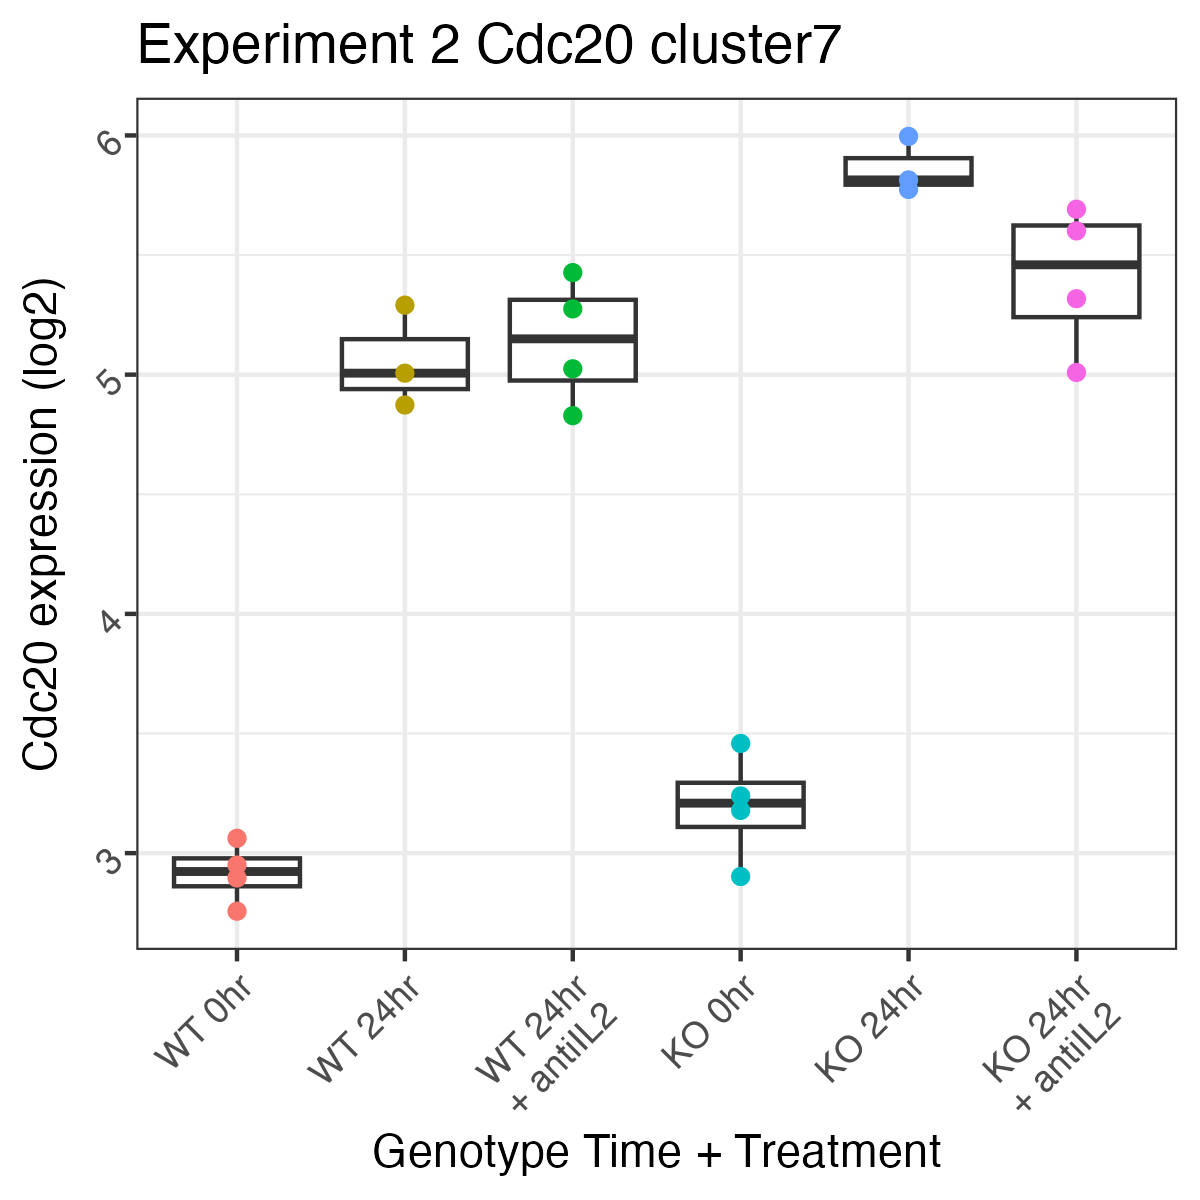 Experiment 2 Cdc20 cluster7
Cdc20 expression (log2)
6
5
4
3
WT 0hr
WT 24hr
WT 24hr
+ antiIL2
KO 0hr
KO 24hr
KO 24hr
+ antiIL2
Genotype Time + Treatment